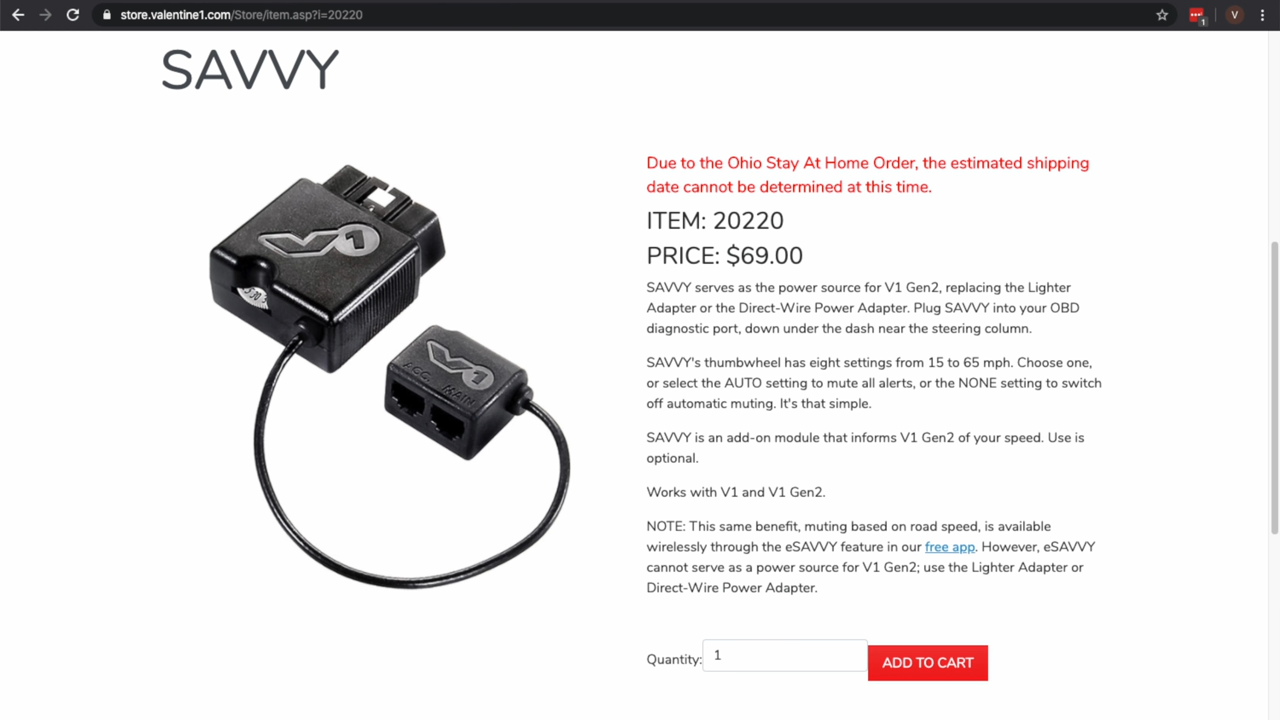 store.valentine1.com/Store/item.asp?i=20220
1
V
SAVVY
Due to the Ohio Stay At Home Order, the estimated shipping
date cannot be determined at this time.
ITEM: 20220
PRICE: $69.00
SAVVY serves as the power source for V1 Gen2, replacing the Lighter
Adapter or the Direct-Wire Power Adapter. Plug SAVVY into your OBD
diagnostic port, down under the dash near the steering column.
SAVVY's thumbwheel has eight settings from 15 to 65 mph. Choose one,
or select the AUTO setting to mute all alerts, or the NONE setting to switch
off automatic muting. It's that simple.
SAVVY is an add-on module that informs V1 Gen2 of your speed. Use is
optional.
Works with V1 and V1 Gen2.
NOTE: This same benefit, muting based on road speed, is available
wirelessly through the eSAVVY feature in our free app. However, eSAVVY
cannot serve as a power source for V1 Gen2; use the Lighter Adapter or
Direct-Wire Power Adapter.
Quantity: 1
ADD TO CART
V1
V1
ACC. MAIN